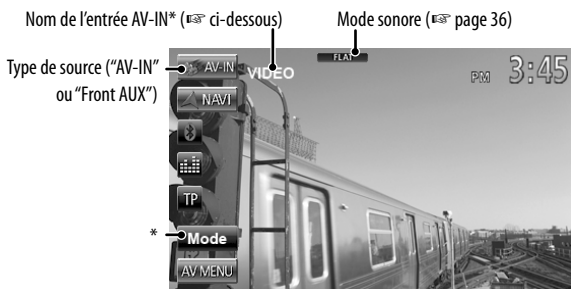 Nom de l'entrée AV-IN* (☞ ci-dessous)
Mode sonore (☞ page 36)
Type de source (“AV-IN”
ou “Front AUX”)
AV-IN
VIDEO
FLAT
PM 3:45
NAVI
TP
* Mode
AV MENU